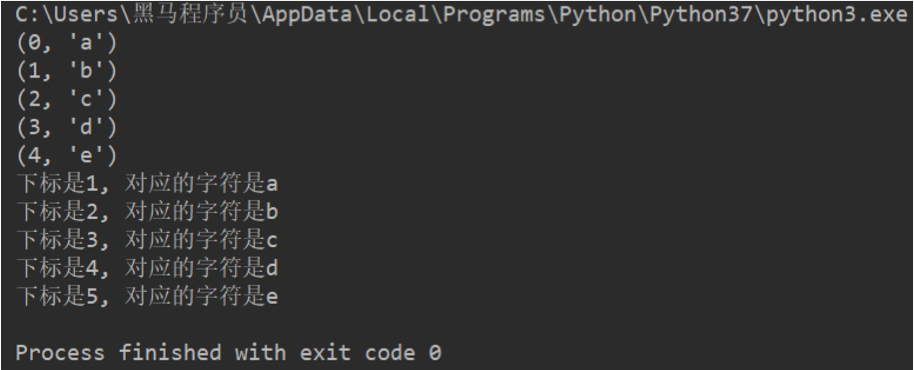 C:\Users\黑马程序员\AppData\Local\Programs\Python\Python37\python3.exe
(0, 'a')
(1, 'b')
(2, 'c')
(3, 'd')
(4, 'e')
下标是1, 对应的字符是a
下标是2, 对应的字符是b
下标是3, 对应的字符是c
下标是4, 对应的字符是d
下标是5, 对应的字符是e
Process finished with exit code 0